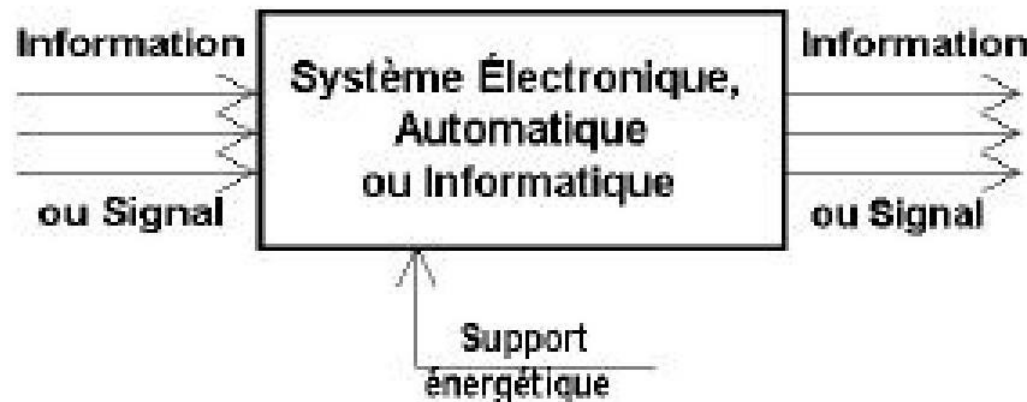 Information
ou Signal
Système Électronique,
Automatique
ou Informatique
Information
ou Signal
Support
énergétique